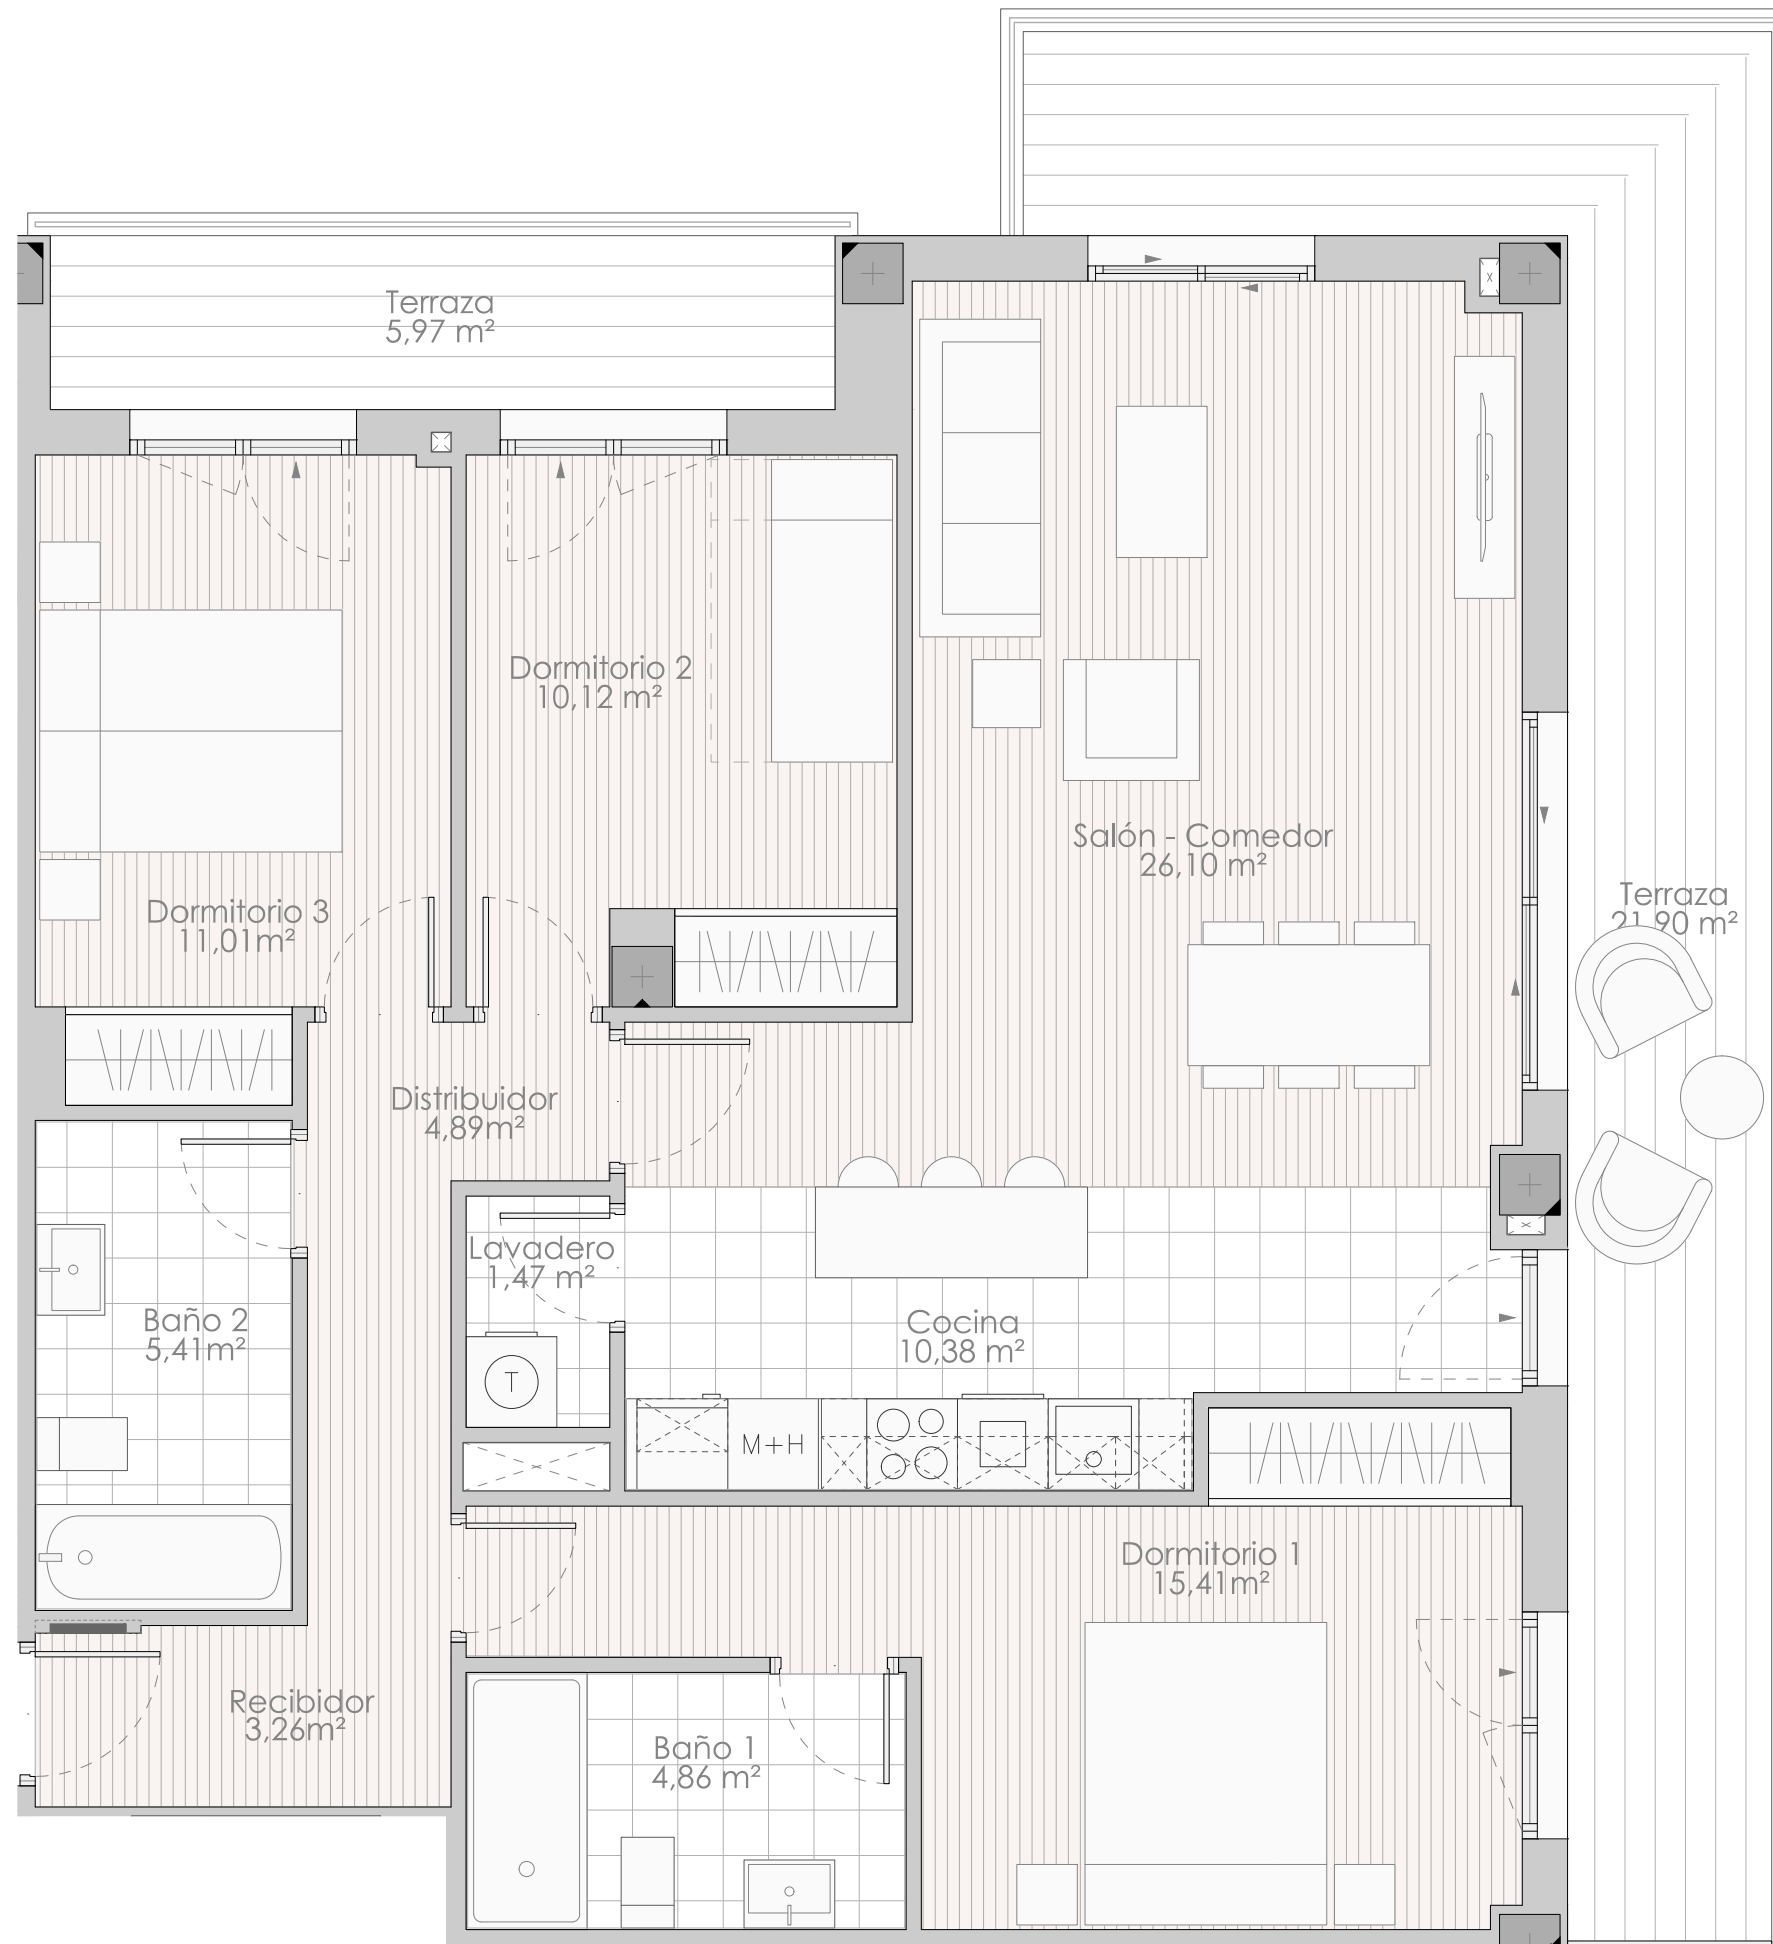 Terraza
5,97 m²
Dormitorio 2
10,12 m²
Salón - Comedor
26,10 m²
Terraza
21,90 m²
Dormitorio 3
11,01m²
Distribuidor
4,89m²
Lavadero
1,47 m²
Baño 2
5,41m²
Cocina
10,38 m²
T
M+H
Dormitorio 1
15,41m²
Recibidor
3,26m²
Baño 1
4,86 m²